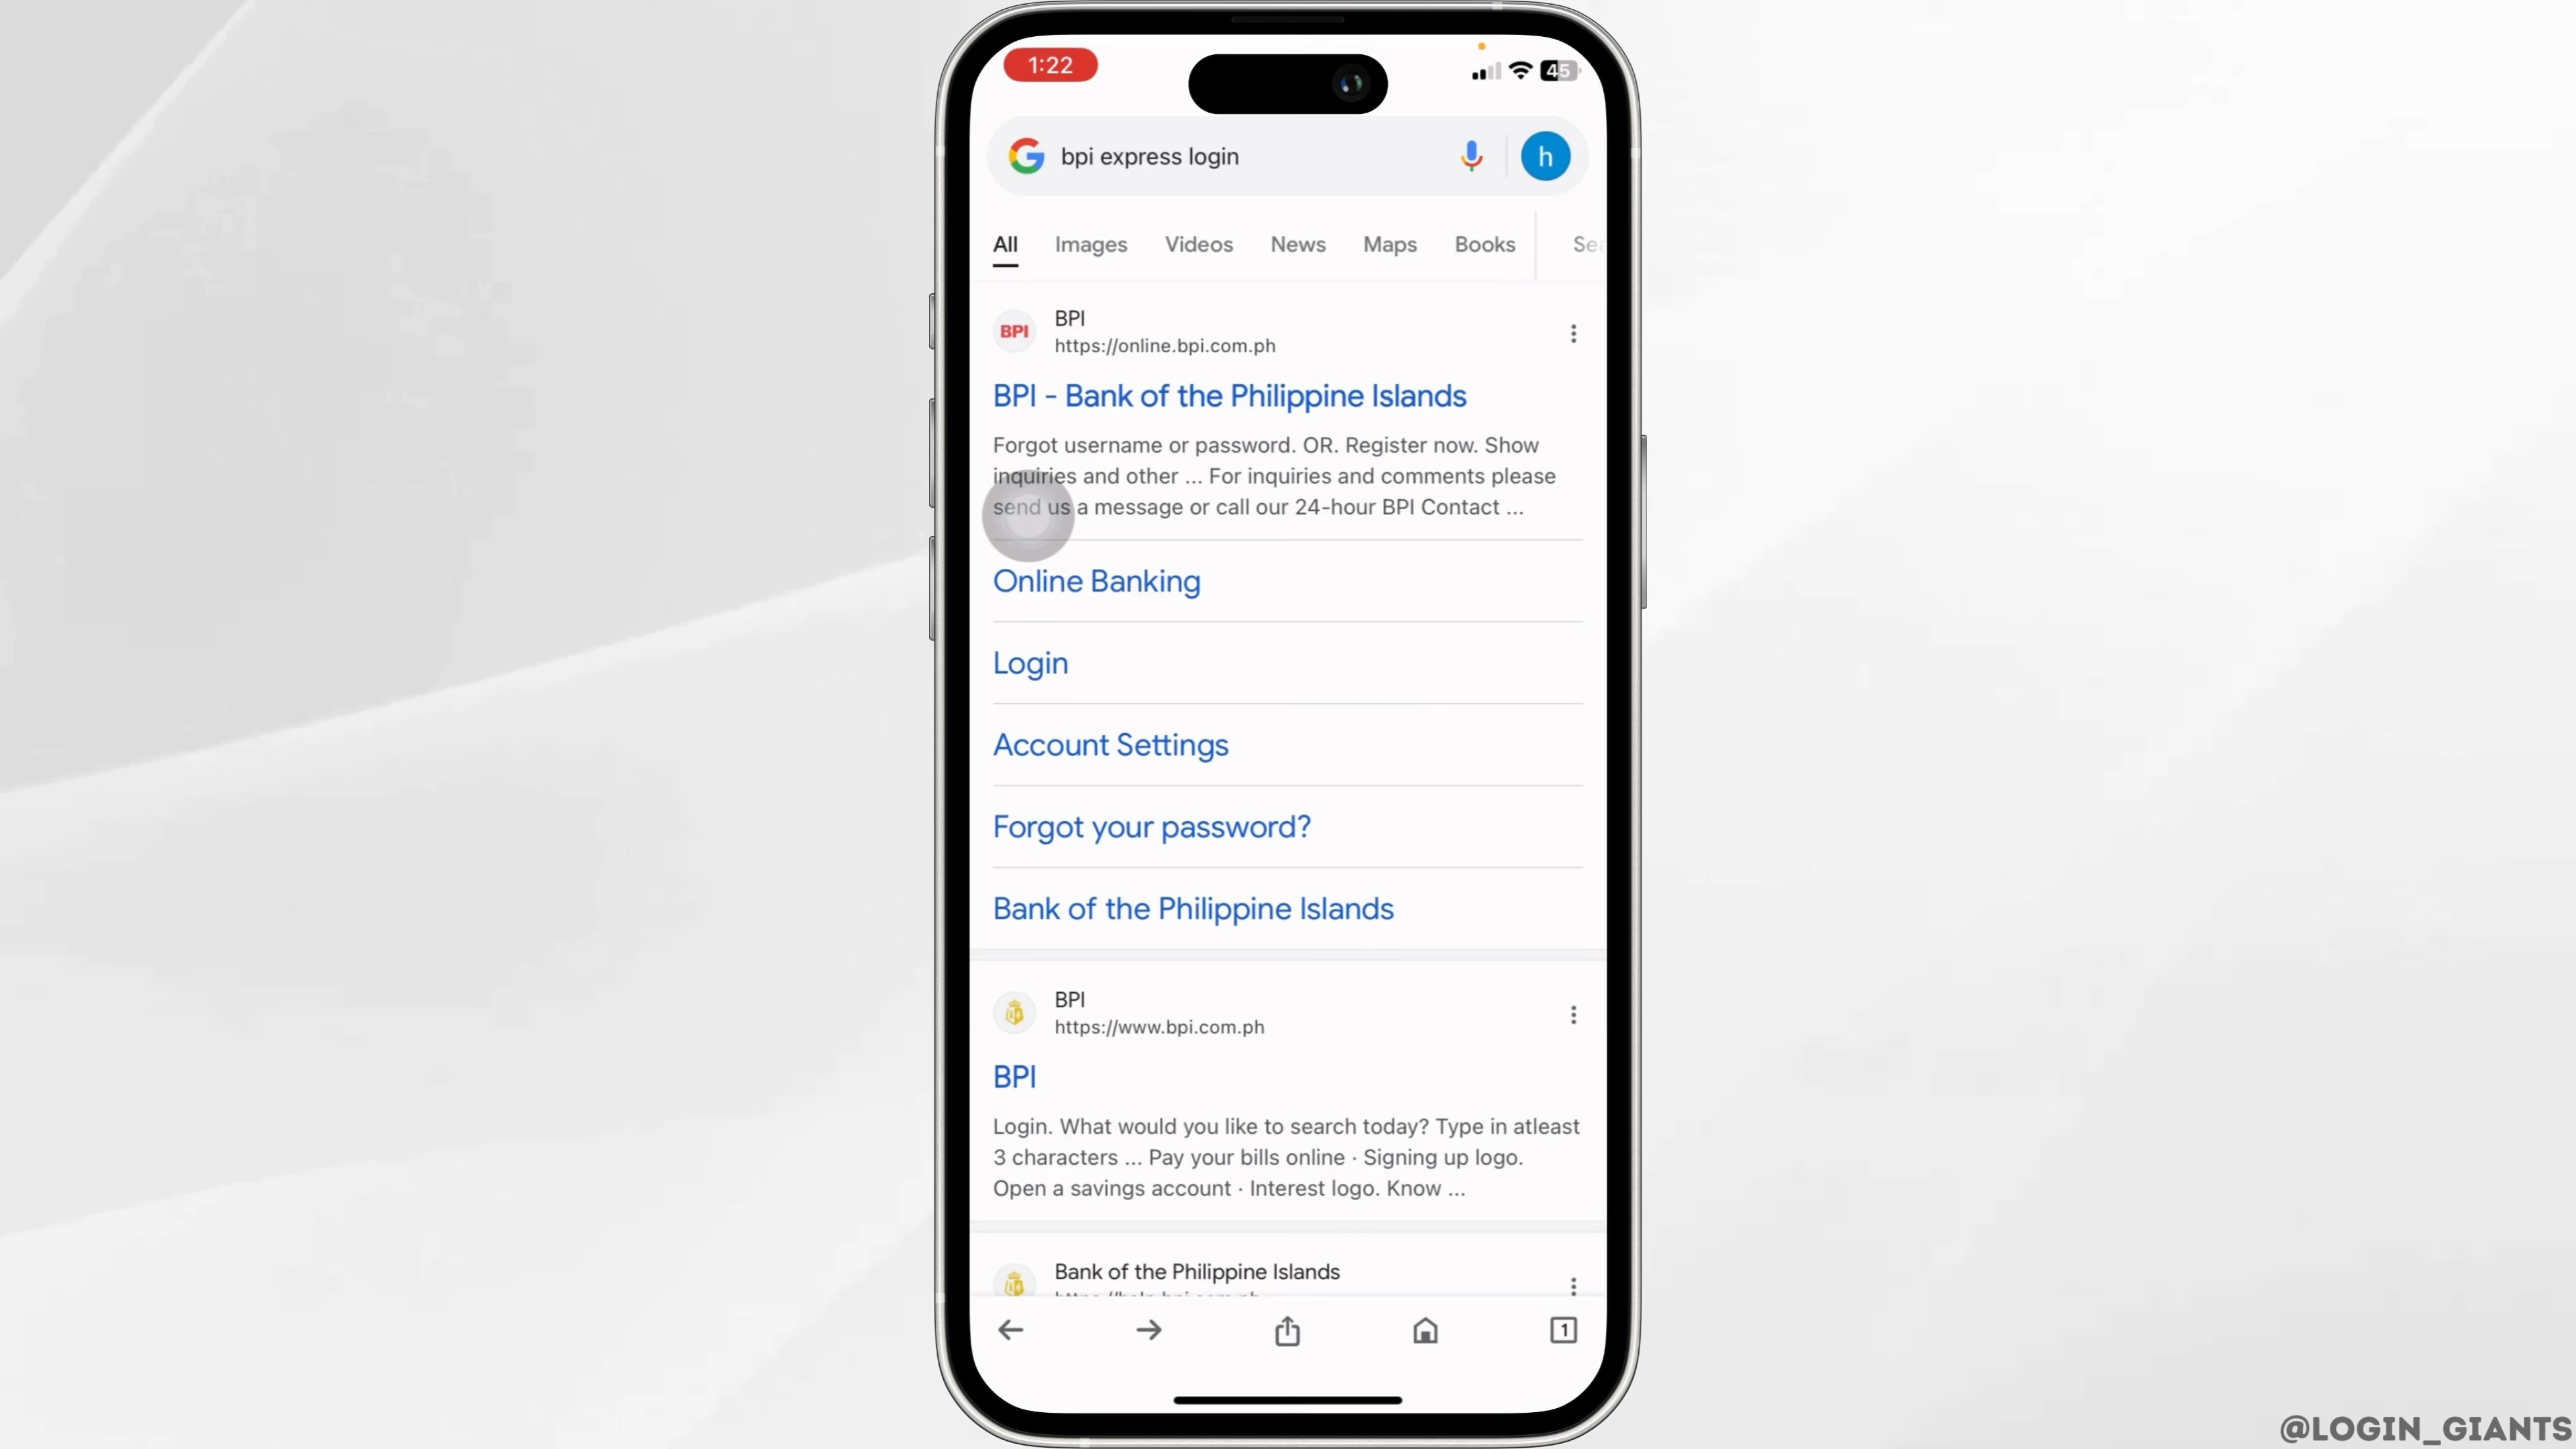 1:22
45
bpi express login
h
All Images Videos News Maps Books
BPI
BPI
https://online.bpi.com.ph
BPI - Bank of the Philippine Islands
Forgot username or password. OR. Register now. Show
inquiries and other ... For inquiries and comments please
send us a message or call our 24-hour BPI Contact ...
Online Banking
Login
Account Settings
Forgot your password?
Bank of the Philippine Islands
BPI
https://www.bpi.com.ph
BPI
Login. What would you like to search today? Type in atleast
3 characters ... Pay your bills online · Signing up logo.
Open a savings account · Interest logo. Know ...
Bank of the Philippine Islands
1
@LOGIN_GIANTS